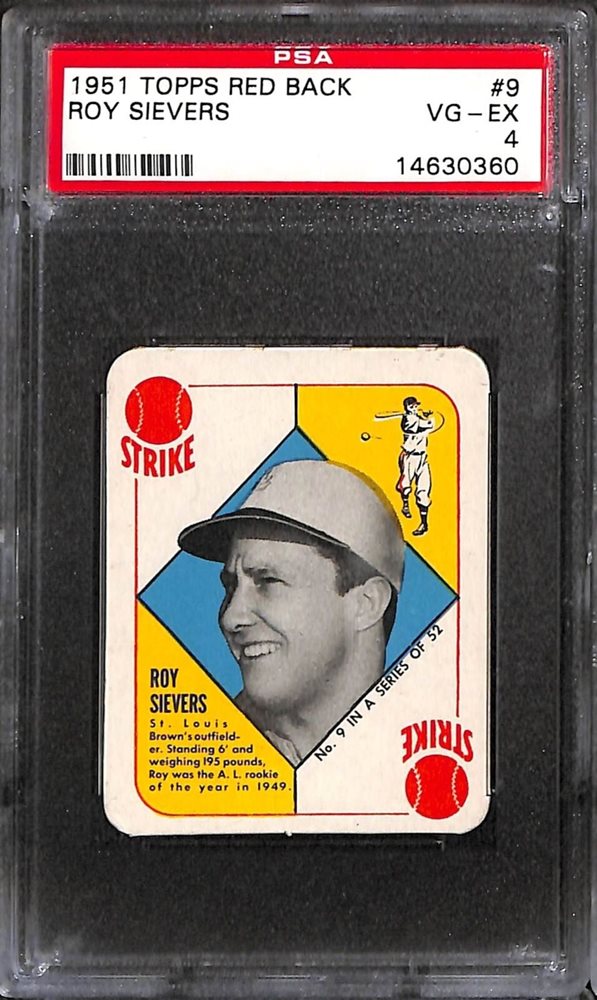 PSA
1951 TOPPS RED BACK #9
ROY SIEVERS VG-EX
4
14630360
STRIKE
ROY
SIEVERS
St. Louis
Brown's outfield-
er. Standing 6' and
weighing 195 pounds,
Roy was the A. L. rookie
of the year in 1949.
No. 9 IN A SERIES OF 52
STRIKE